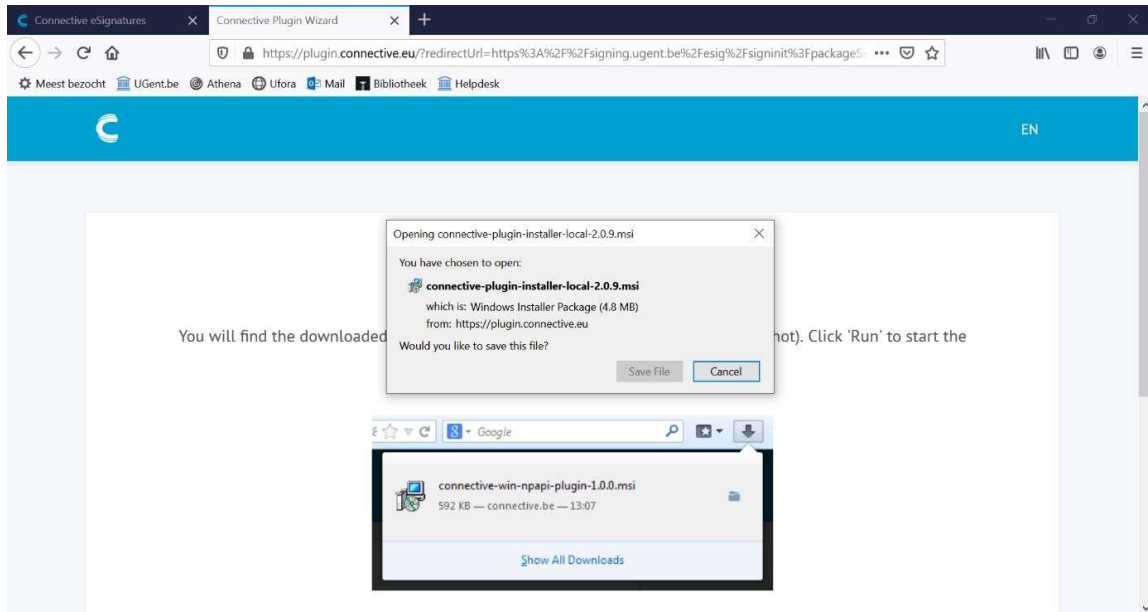 Connective eSignatures
Connective Plugin Wizard
https://plugin.connective.eu/?redirectUrl=https%3A%2F%2Fsigning.ugent.be%2Fesig%2Fsigninit%3FpackageS
Meest bezocht UGent.be Athena Ufora Mail Bibliotheek Helpdesk
EN
Opening connective-plugin-installer-local-2.0.9.msi
You have chosen to open:
connective-plugin-installer-local-2.0.9.msi
which is: Windows Installer Package (4.8 MB)
from: https://plugin.connective.eu
Would you like to save this file?
Save File Cancel
You will find the downloaded hot). Click 'Run' to start the
Google
connective-win-npapi-plugin-1.0.0.msi
592 KB — connective.be — 13:07
Show All Downloads